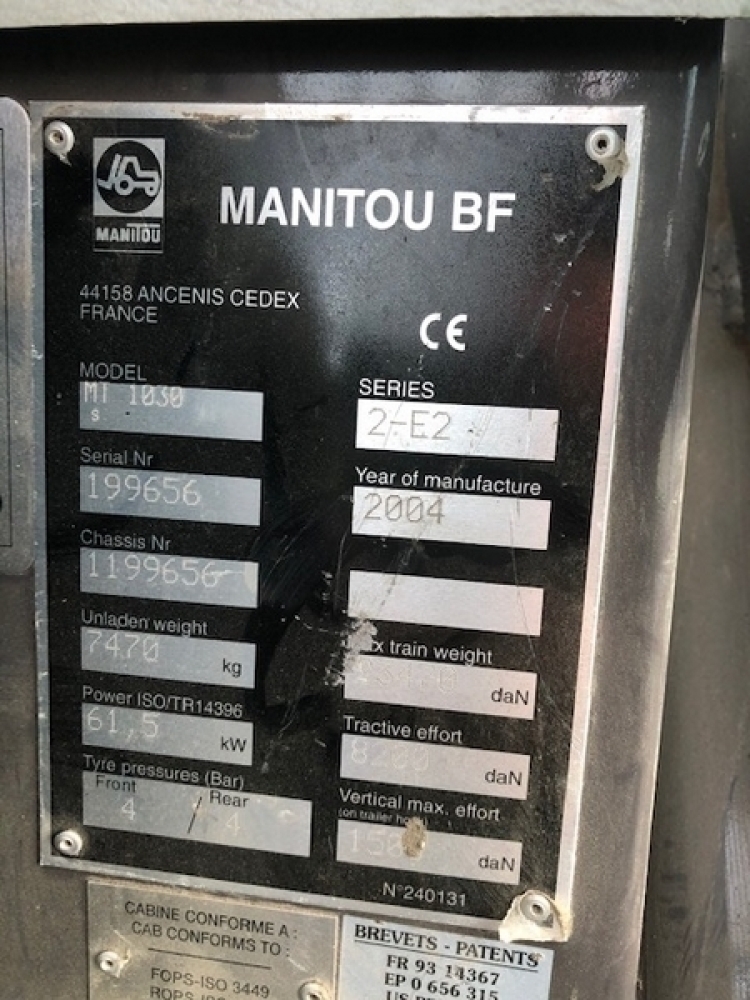 MANITOU
MANITOU BF
44158 ANCENIS CEDEX
FRANCE
CE
MODEL
MT 1030
S
SERIES
2-E2
Serial Nr
199656
Year of manufacture
2004
Chassis Nr
1199656
Unladen weight
7470 kg
train weight
daN
Power ISO/TR14396
61,5 kW
Tractive effort
8200 daN
Tyre pressures (Bar)
Front / Rear
4 / 4
Vertical max. effort
(on trailer
daN
N°240131
CABINE CONFORME A :
CAB CONFORMS TO :
FOPS-ISO 3449
BREVETS - PATENTS
FR 93 14367
EP 0 656 315